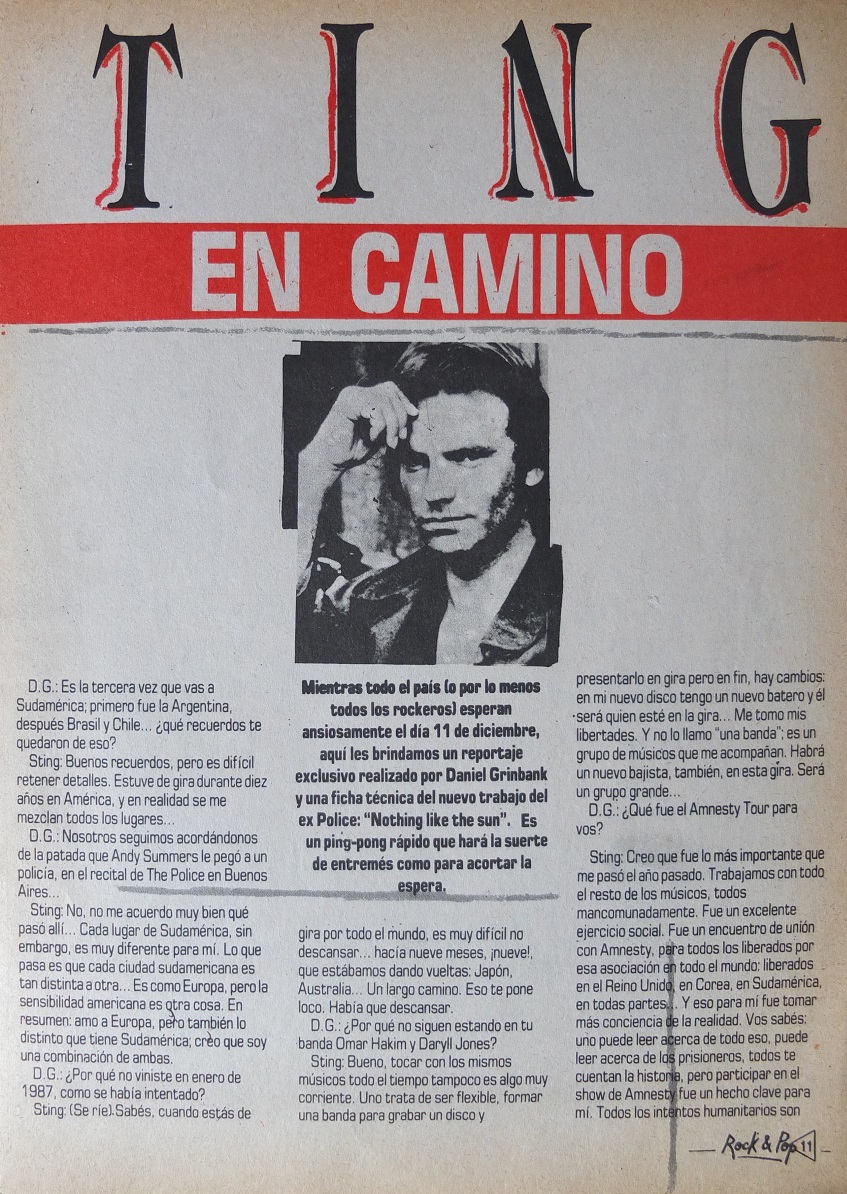 TING
EN CAMINO
D.G.: Es la tercera vez que vas a
Sudamérica; primero fue la Argentina,
después Brasil y Chile... ¿qué recuerdos te
quedaron de eso?
Sting: Buenos recuerdos, pero es difícil
retener detalles. Estuve de gira durante diez
años en América, y en realidad se me
mezclan todos los lugares...
D.G.: Nosotros seguimos acordándonos
de la patada que Andy Summers le pegó a un
policía, en el recital de The Police en Buenos
Aires...
Sting: No, no me acuerdo muy bien qué
pasó allí... Cada lugar de Sudamérica, sin
embargo, es muy diferente para mí. Lo que
pasa es que cada ciudad sudamericana es
tan distinta a otra... Es como Europa, pero la
sensibilidad americana es otra cosa. En
resumen: amo a Europa, pero también lo
distinto que tiene Sudamérica; creo que soy
una combinación de ambas.
D.G.: ¿Por qué no viniste en enero de
1987, como se había intentado?
Sting: (Se ríe). Sabés, cuando estás de
Mientras todo el país (o por lo menos
todos los rockeros) esperan
ansiosamente el día 11 de diciembre,
aquí les brindamos un reportaje
exclusivo realizado por Daniel Grinbank
y una ficha técnica del nuevo trabajo del
ex Police: "Nothing like the sun". Es
un ping-pong rápido que hará la suerte
de entremés como para acortar la
espera.
gira por todo el mundo, es muy difícil no
descansar... hacía nueve meses, ¡nueve!,
que estábamos dando vueltas: Japón,
Australia... Un largo camino. Eso te pone
loco. Había que descansar.
D.G.: ¿Por qué no siguen estando en tu
banda Omar Hakim y Daryll Jones?
Sting: Bueno, tocar con los mismos
músicos todo el tiempo tampoco es algo muy
corriente. Uno trata de ser flexible, formar
una banda para grabar un disco y
presentarlo en gira pero en fin, hay cambios:
en mi nuevo disco tengo un nuevo batero y él
será quien esté en la gira... Me tomo mis
libertades. Y no lo llamo "una banda"; es un
grupo de músicos que me acompañan. Habrá
un nuevo bajista, también, en esta gira. Será
un grupo grande...
D.G.: ¿Qué fue el Amnesty Tour para
vos?
Sting: Creo que fue lo más importante que
me pasó el año pasado. Trabajamos con todo
el resto de los músicos, todos
mancomunadamente. Fue un excelente
ejercicio social. Fue un encuentro de unión
con Amnesty, para todos los liberados por
esa asociación en todo el mundo: liberados
en el Reino Unido, en Corea, en Sudamérica,
en todas partes... Y eso para mí fue tomar
más conciencia de la realidad. Vos sabés:
uno puede leer acerca de todo eso, puede
leer acerca de los prisioneros, todos te
cuentan la historia, pero participar en el
show de Amnesty fue un hecho clave para
mí. Todos los intentos humanitarios son
Rock & Pop 11